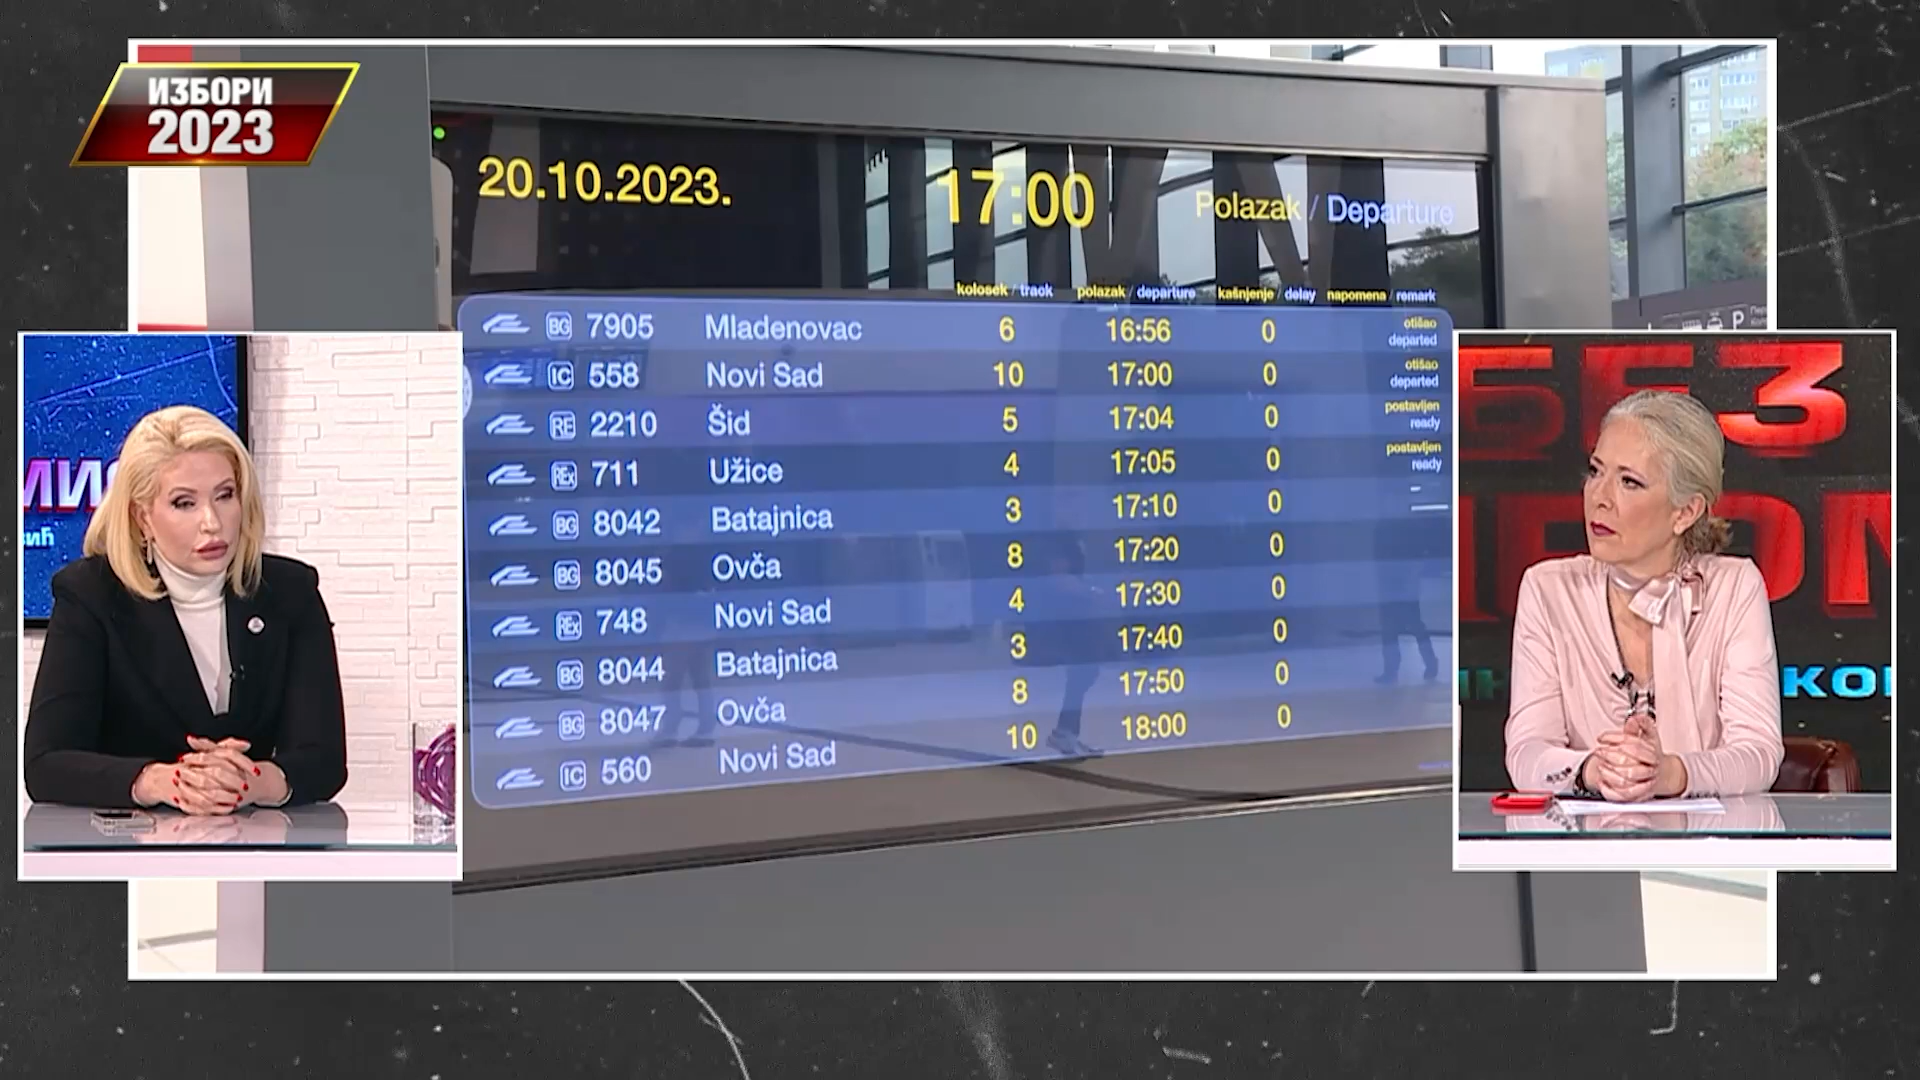 ИЗБОРИ
2023
20.10.2023. 17:00 Polazak / Departure
kolosek / track polazak / departure kašnjenje / delay napomena / remark
BG 7905 Mladenovac 6 16:56 0 otišao departed
IC 558 Novi Sad 10 17:00 0 otišao departed
RE 2210 Šid 5 17:04 0 postavljen ready
REx 711 Užice 4 17:05 0 postavljen ready
BG 8042 Batajnica 3 17:10 0
BG 8045 Ovča 8 17:20 0
REx 748 Novi Sad 4 17:30 0
BG 8044 Batajnica 3 17:40 0
BG 8047 Ovča 8 17:50 0
IC 560 Novi Sad 10 18:00 0
P
БЕЗ
КО